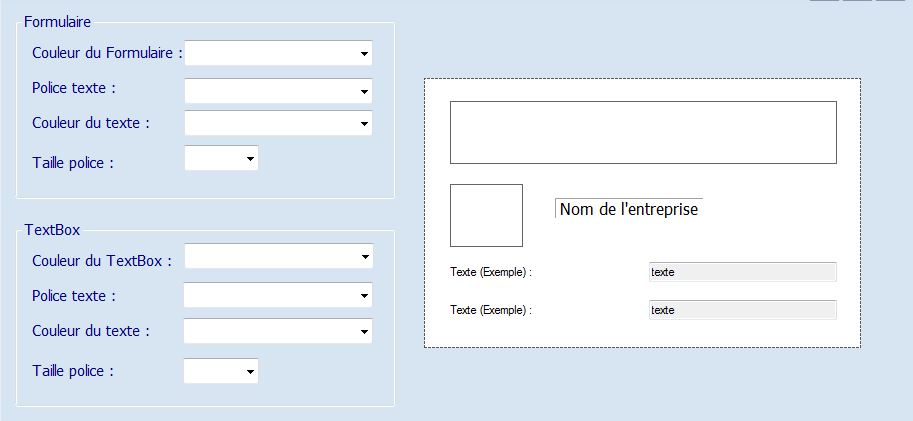 Formulaire
Couleur du Formulaire :
Police texte :
Couleur du texte :
Taille police :
TextBox
Couleur du TextBox :
Police texte :
Couleur du texte :
Taille police :
Nom de l'entreprise
Texte (Exemple) : texte
Texte (Exemple) : texte